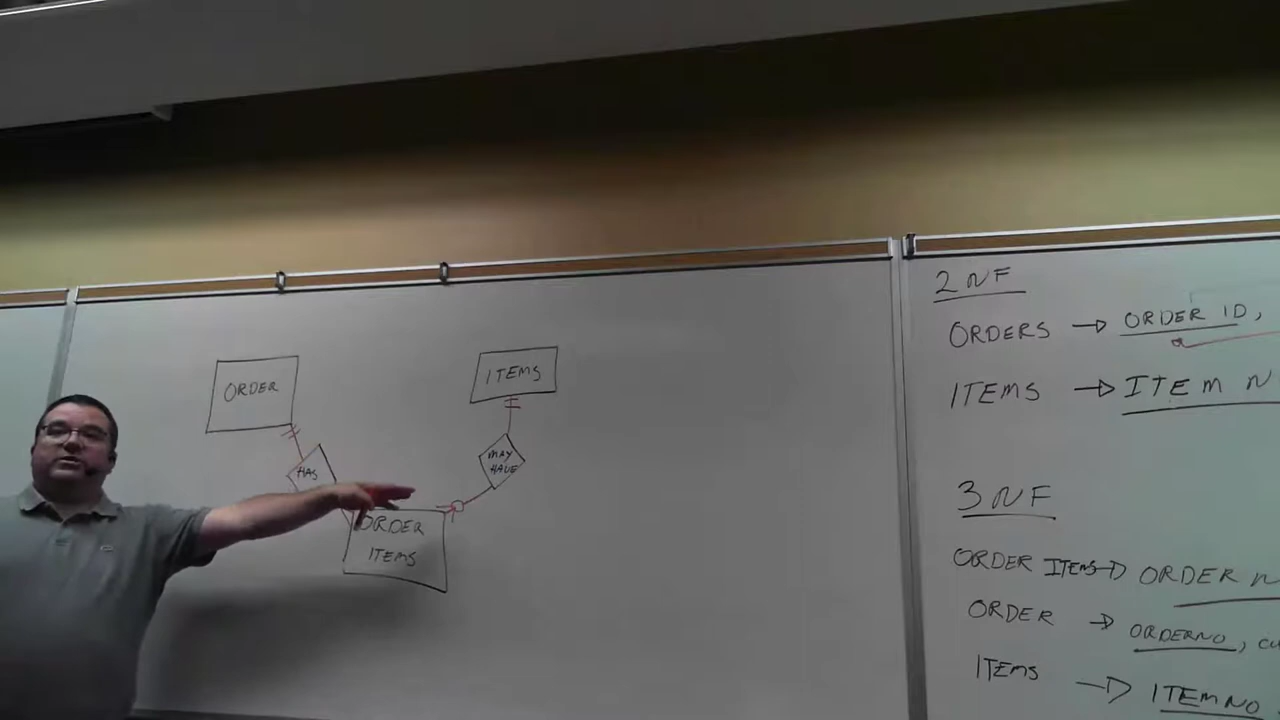 ORDER
ITEMS
HAS
MAY
HAVE
ORDER
ITEMS
2NF
ORDERS → ORDER ID,
ITEMS → ITEM N
3NF
ORDER ITEMS → ORDER N
ORDER → ORDERNO, CU
ITEMS → ITEMNO